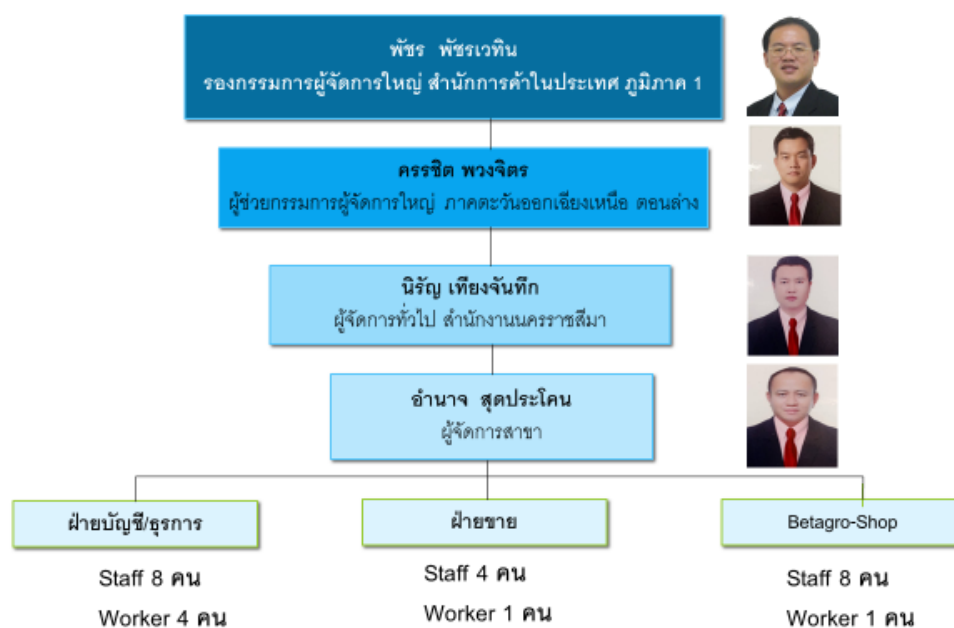 พัชร พัชรเวทิน
รองกรรมการผู้จัดการใหญ่ สำนักการค้าในประเทศ ภูมิภาค 1
ครรชิต พวงจิตร
ผู้ช่วยกรรมการผู้จัดการใหญ่ ภาคตะวันออกเฉียงเหนือ ตอนล่าง
นิรัญ เทียงจันทึก
ผู้จัดการทั่วไป สำนักงานนครราชสีมา
อำนาจ สุดประโคน
ผู้จัดการสาขา
ฝ่ายบัญชี/ธุรการ
ฝ่ายขาย
Betagro-Shop
Staff 8 คน
Staff 4 คน
Staff 8 คน
Worker 4 คน
Worker 1 คน
Worker 1 คน